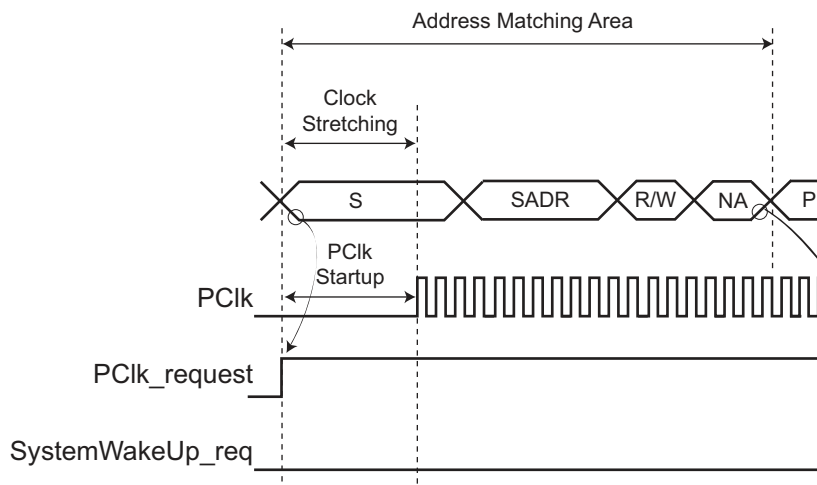 Address Matching Area
Clock
Stretching
S
SADR
R/W
NA
P
PClk
Startup
PClk
PClk_request
SystemWakeUp_req